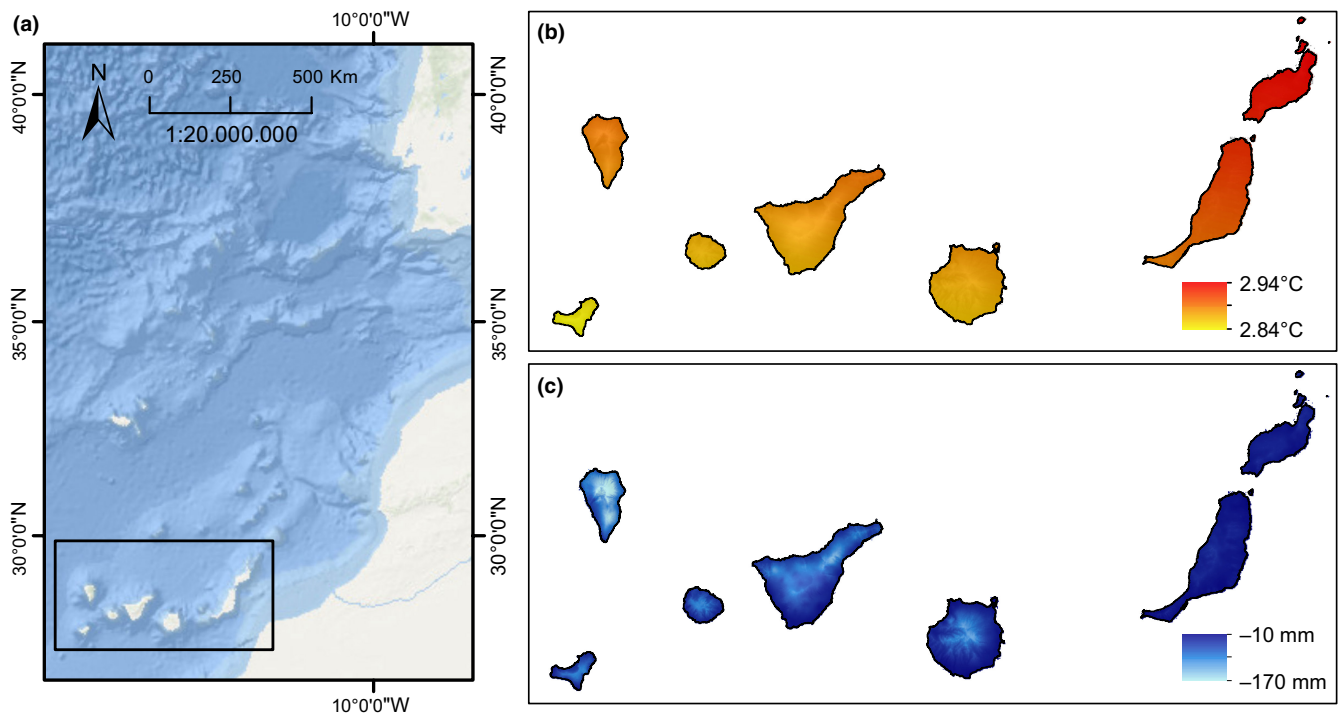 (a)
10°0'0"W
N
0 250 500 Km
1:20.000.000
40°0'0"N
40°0'0"N
35°0'0"N
35°0'0"N
30°0'0"N
30°0'0"N
10°0'0"W
(b)
2.94°C
2.84°C
(c)
–10 mm
–170 mm